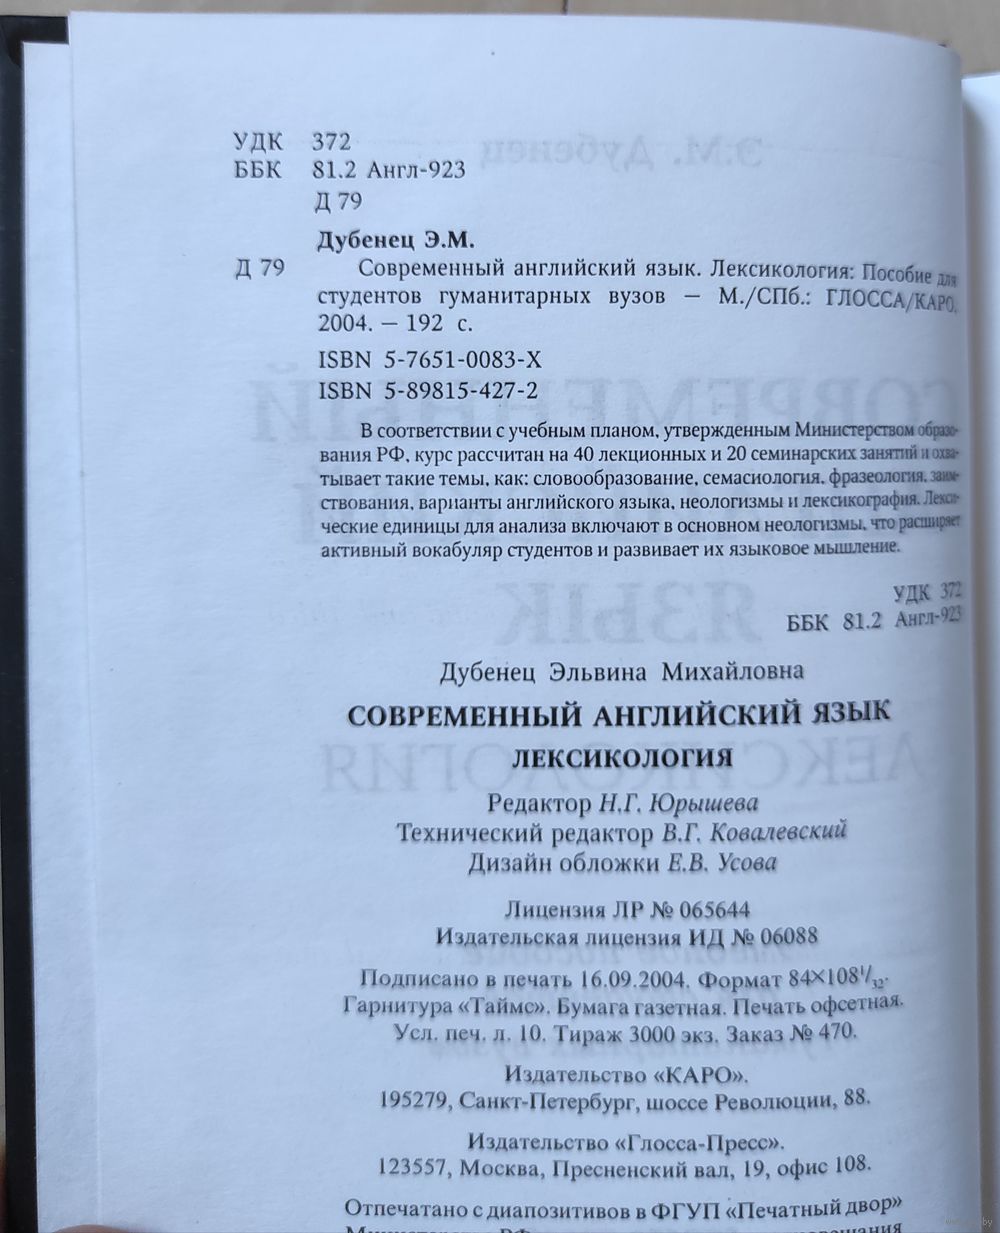 УДК 372
ББК 81.2 Англ-923
Д 79
Дубенец Э.М.
Д 79 Современный английский язык. Лексикология: Пособие для
студентов гуманитарных вузов — М./СПб.: ГЛОССА/КАРО,
2004. — 192 с.
ISBN 5-7651-0083-X
ISBN 5-89815-427-2
В соответствии с учебным планом, утвержденным Министерством образо-
вания РФ, курс рассчитан на 40 лекционных и 20 семинарских занятий и охва-
тывает такие темы, как: словообразование, семасиология, фразеология, заим-
ствования, варианты английского языка, неологизмы и лексикография. Лекси-
ческие единицы для анализа включают в основном неологизмы, что расширяет
активный вокабуляр студентов и развивает их языковое мышление.
УДК 372
ББК 81.2 Англ-923
Дубенец Эльвина Михайловна
СОВРЕМЕННЫЙ АНГЛИЙСКИЙ ЯЗЫК
ЛЕКСИКОЛОГИЯ
Редактор Н.Г. Юрышева
Технический редактор В.Г. Ковалевский
Дизайн обложки Е.В. Усова
Лицензия ЛР № 065644
Издательская лицензия ИД № 06088
Подписано в печать 16.09.2004. Формат 84×108 1/32.
Гарнитура «Таймс». Бумага газетная. Печать офсетная.
Усл. печ. л. 10. Тираж 3000 экз. Заказ № 470.
Издательство «КАРО».
195279, Санкт-Петербург, шоссе Революции, 88.
Издательство «Глосса-Пресс».
123557, Москва, Пресненский вал, 19, офис 108.
Отпечатано с диапозитивов в ФГУП «Печатный двор»
Министерства РФ